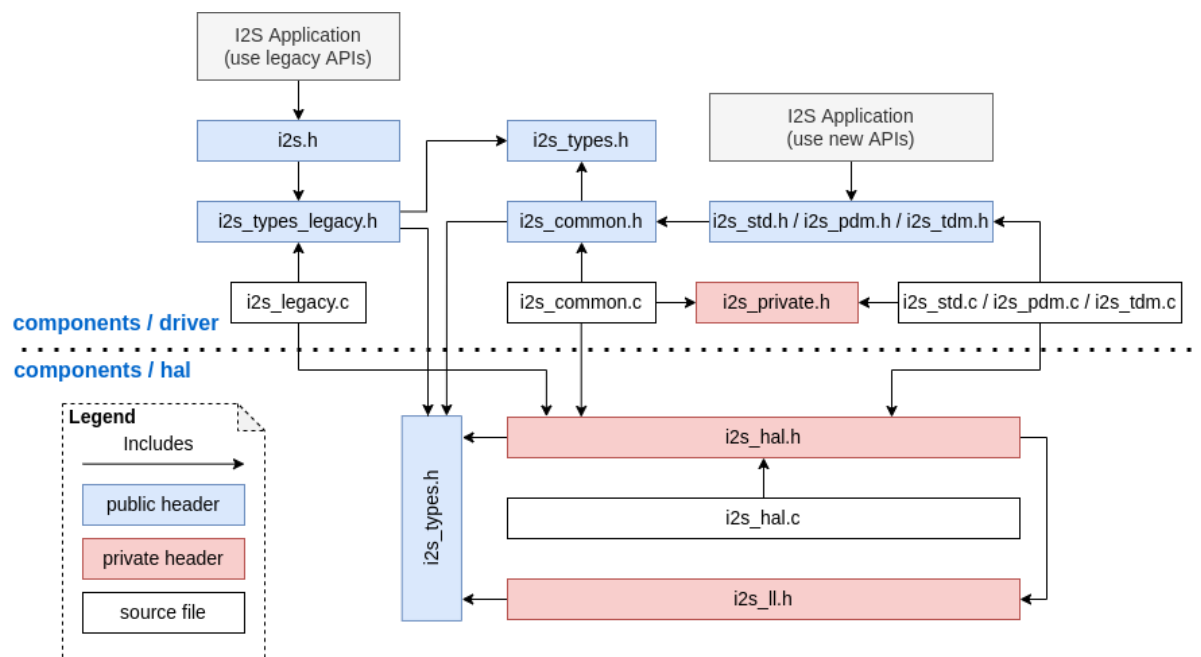 I2S Application
(use legacy APIs)
I2S Application
(use new APIs)
i2s.h
i2s_types.h
i2s_types_legacy.h
i2s_common.h
i2s_std.h / i2s_pdm.h / i2s_tdm.h
i2s_legacy.c
i2s_common.c
i2s_private.h
i2s_std.c / i2s_pdm.c / i2s_tdm.c
components / driver
components / hal
Legend
Includes
public header
private header
source file
i2s_types.h
i2s_hal.h
i2s_hal.c
i2s_ll.h